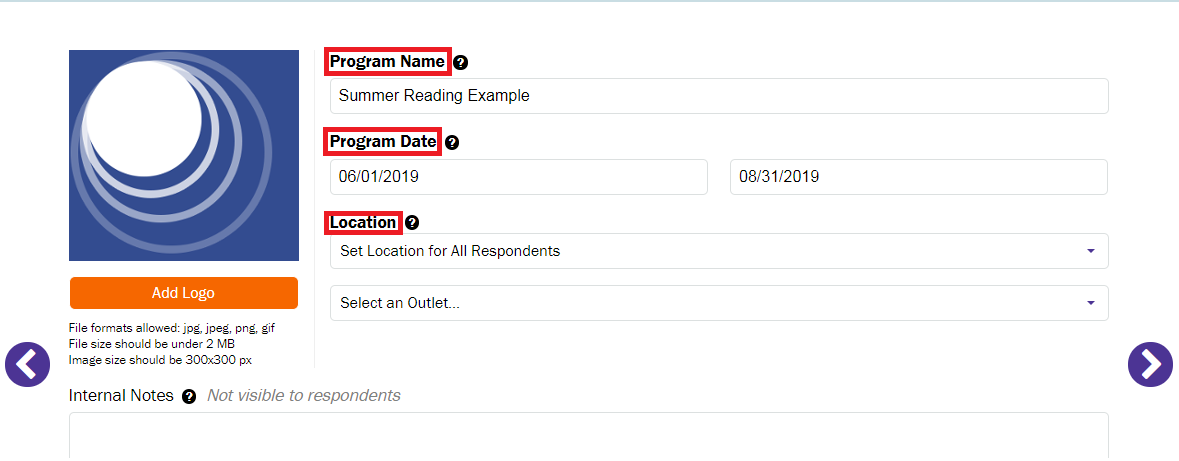 Program Name
Summer Reading Example
Program Date
06/01/2019 08/31/2019
Location
Set Location for All Respondents
Select an Outlet...
Add Logo
File formats allowed: jpg, jpeg, png, gif
File size should be under 2 MB
Image size should be 300x300 px
Internal Notes Not visible to respondents